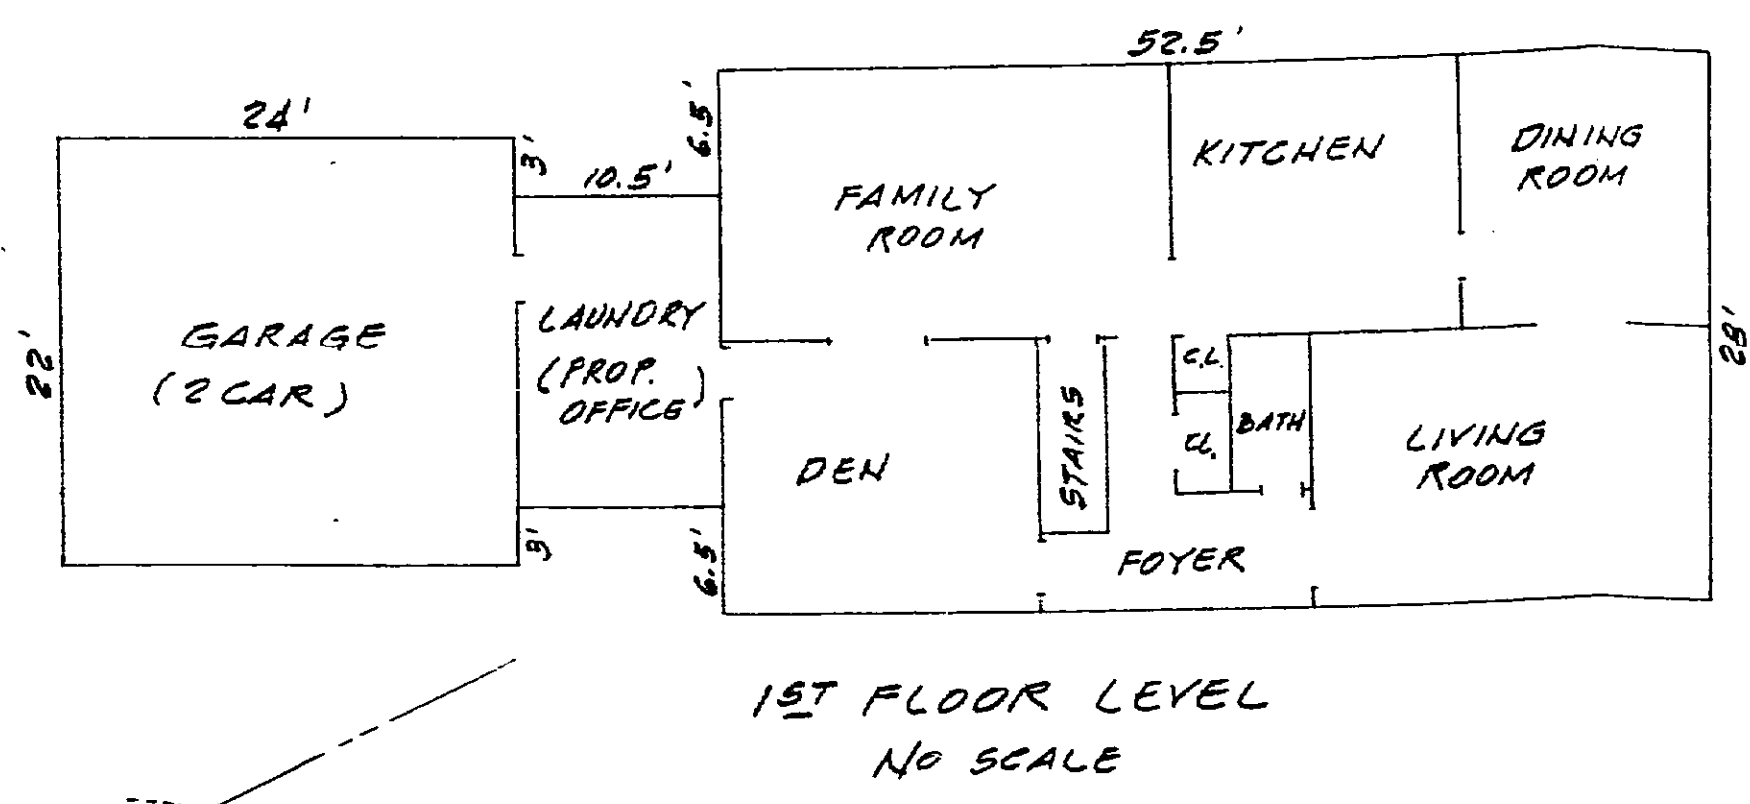 52.5'
24'
3'
10.5'
6.5'
KITCHEN
DINING
ROOM
FAMILY
ROOM
GARAGE
(2 CAR)
22'
LAUNDRY
(PROP.
OFFICE)
28'
C.L.
CL.
BATH
STAIRS
DEN
LIVING
ROOM
3'
6.5'
FOYER
1ST FLOOR LEVEL
NO SCALE